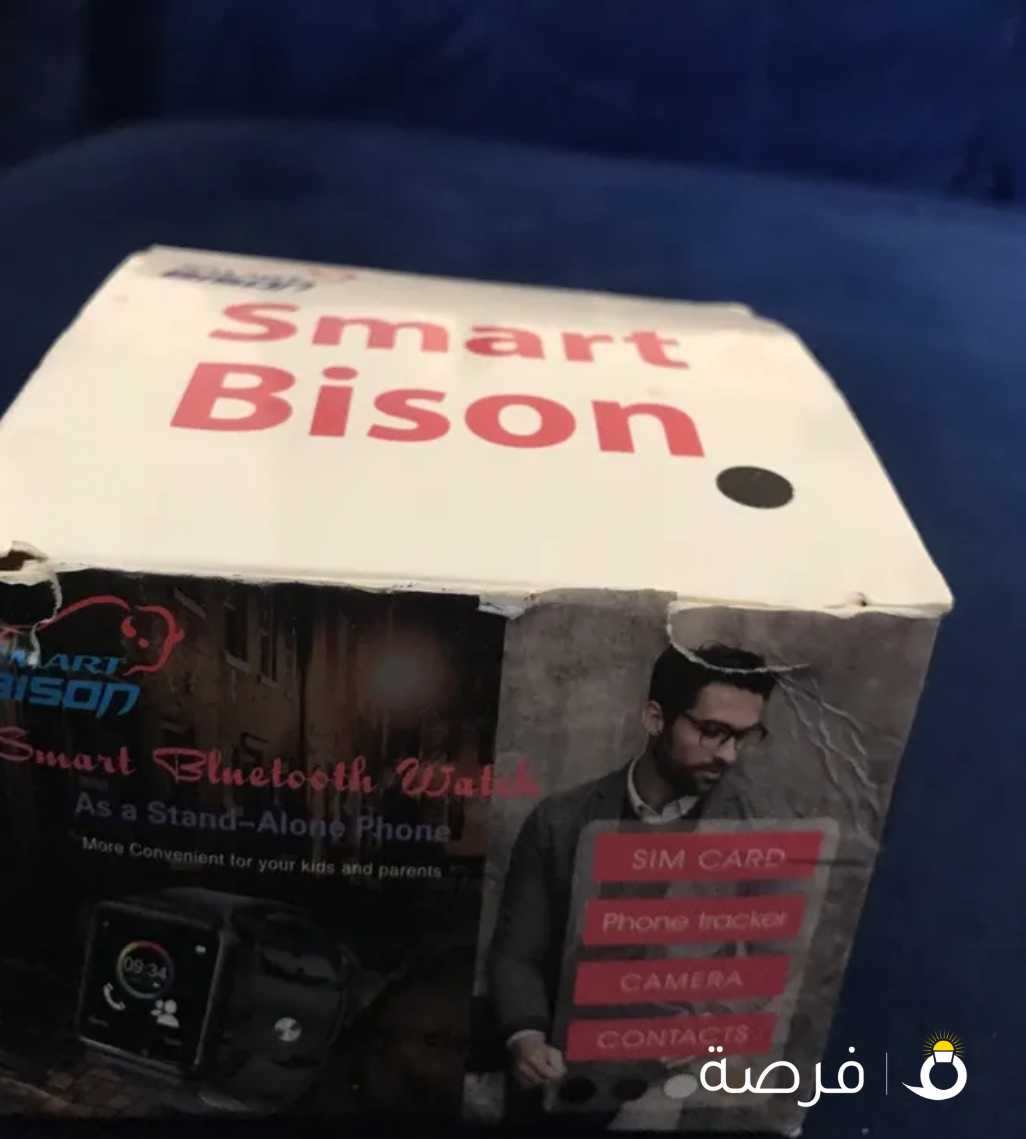 Smart
Bison
SMART
BISON
Smart Bluetooth Watch
As a Stand-Alone Phone
More Convenient for your kids and parents
09:34
SIM CARD
Phone tracker
CAMERA
CONTACTS
فرصة